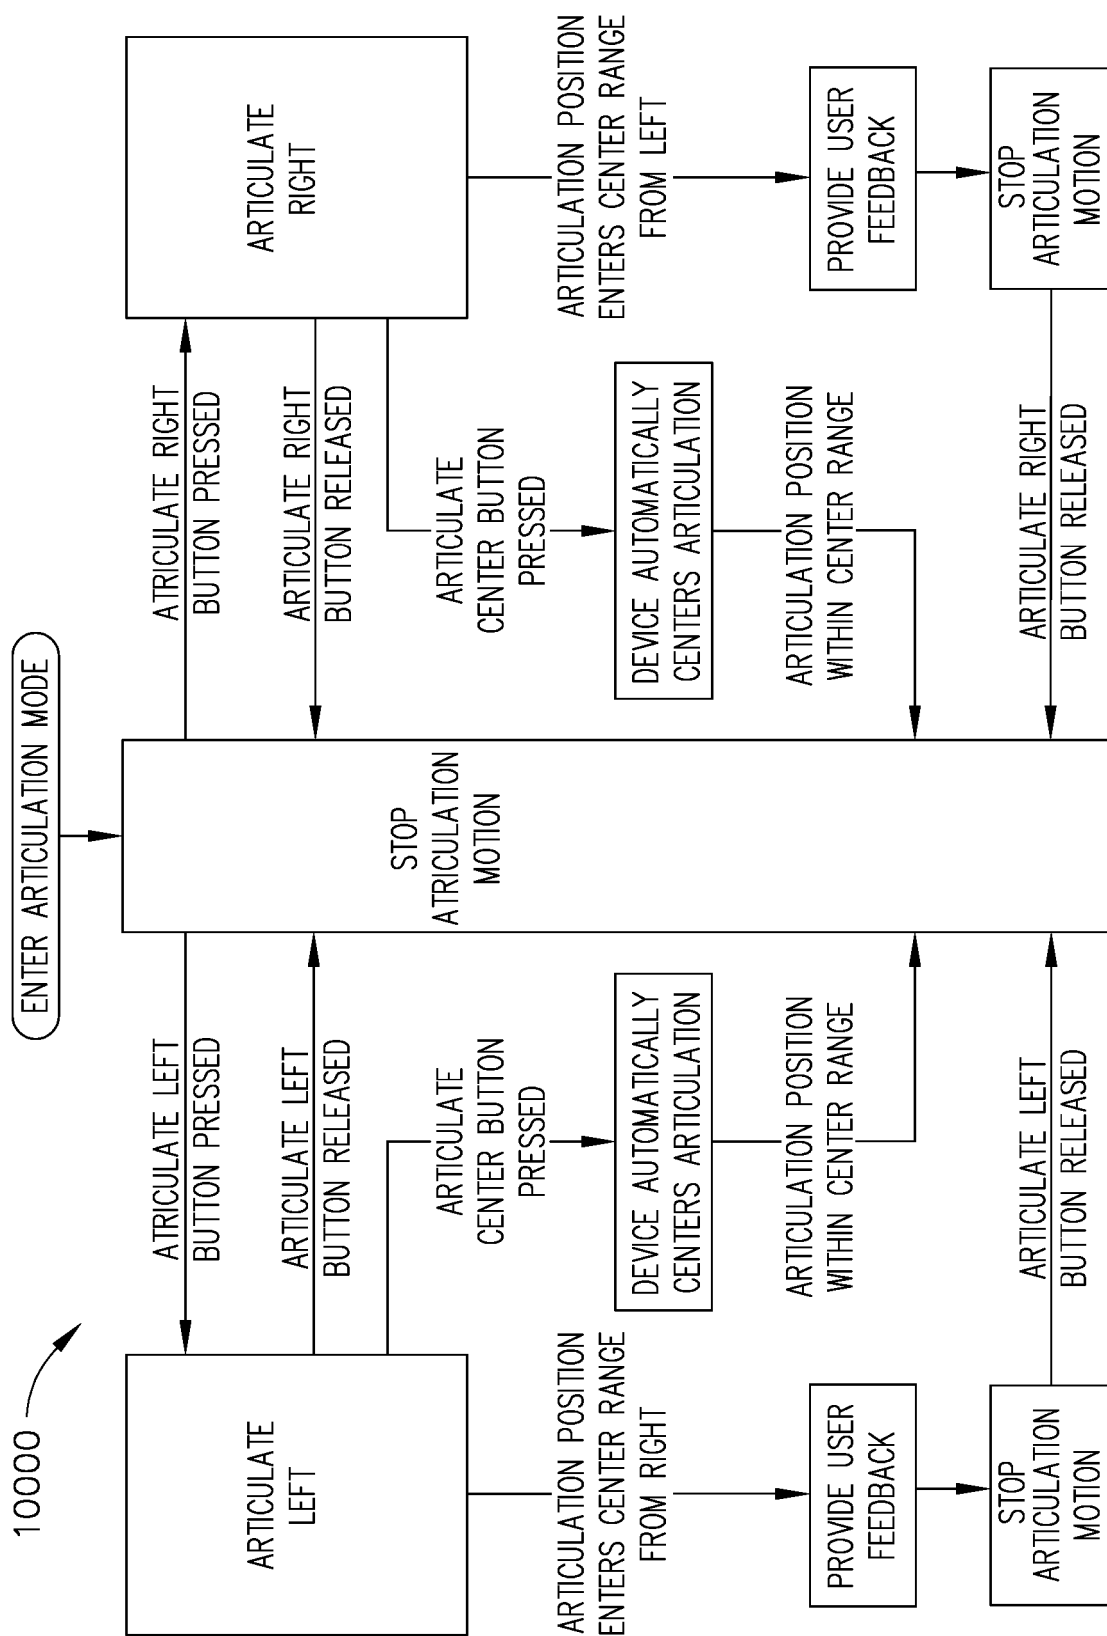 10000
ENTER ARTICULATION MODE
ARTICULATE
LEFT
ATRICULATE LEFT
BUTTON PRESSED
ARTICULATE LEFT
BUTTON RELEASED
ARTICULATE
CENTER BUTTON
PRESSED
DEVICE AUTOMATICALLY
CENTERS ARTICULATION
ARTICULATION POSITION
WITHIN CENTER RANGE
ARTICULATION POSITION
ENTERS CENTER RANGE
FROM RIGHT
PROVIDE USER
FEEDBACK
STOP
ARTICULATION
MOTION
ARTICULATE LEFT
BUTTON RELEASED
STOP
ATRICULATION
MOTION
ATRICULATE RIGHT
BUTTON PRESSED
ARTICULATE RIGHT
BUTTON RELEASED
ARTICULATE
CENTER BUTTON
PRESSED
DEVICE AUTOMATICALLY
CENTERS ARTICULATION
ARTICULATION POSITION
WITHIN CENTER RANGE
ARTICULATE RIGHT
BUTTON RELEASED
ARTICULATE
RIGHT
ARTICULATION POSITION
ENTERS CENTER RANGE
FROM LEFT
PROVIDE USER
FEEDBACK
STOP
ARTICULATION
MOTION